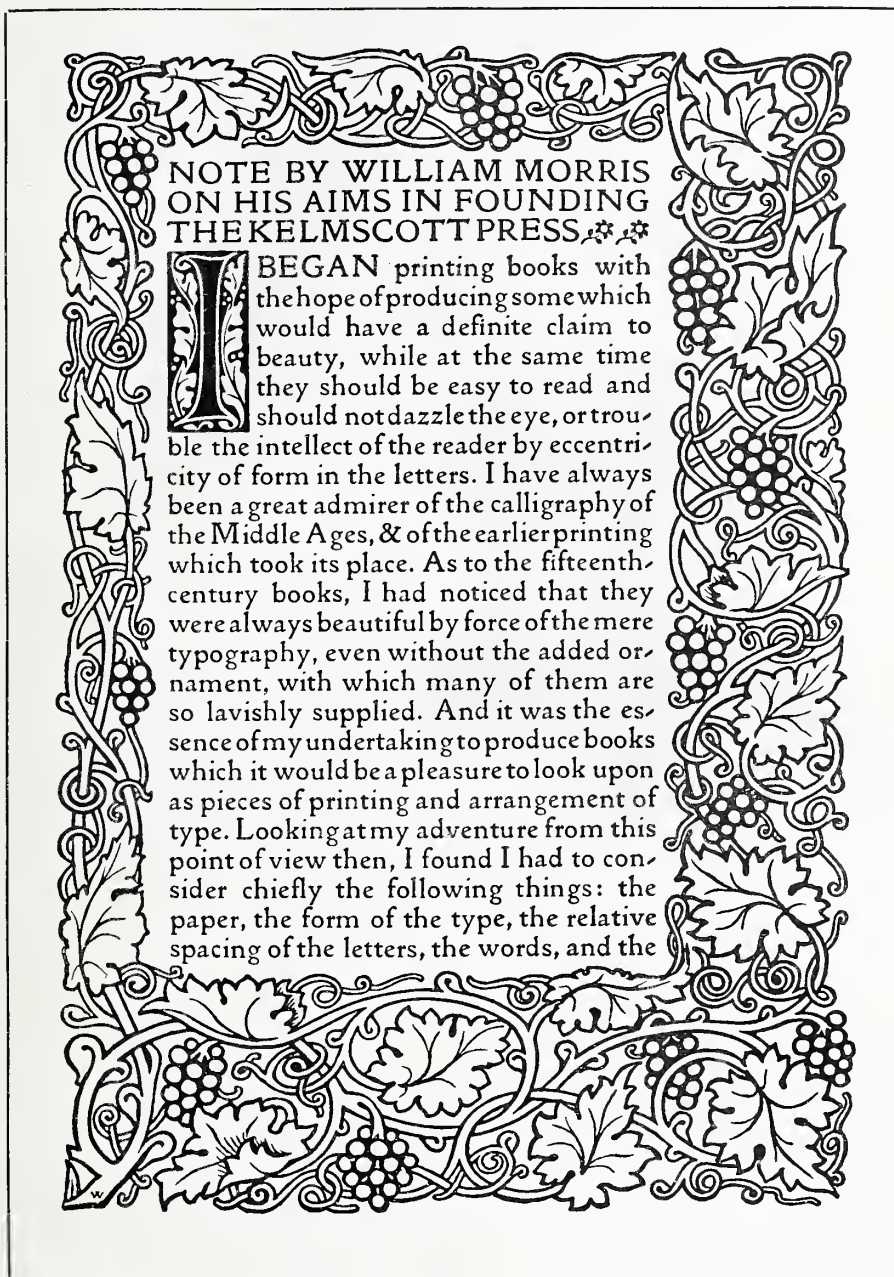 NOTE BY WILLIAM MORRIS
ON HIS AIMS IN FOUNDING
THE KELMSCOTT PRESS
I BEGAN printing books with
the hope of producing some which
would have a definite claim to
beauty, while at the same time
they should be easy to read and
should not dazzle the eye, or trou-
ble the intellect of the reader by eccentri-
city of form in the letters. I have always
been a great admirer of the calligraphy of
the Middle Ages, & of the earlier printing
which took its place. As to the fifteenth-
century books, I had noticed that they
were always beautiful by force of the mere
typography, even without the added or-
nament, with which many of them are
so lavishly supplied. And it was the es-
sence of my undertaking to produce books
which it would be a pleasure to look upon
as pieces of printing and arrangement of
type. Looking at my adventure from this
point of view then, I found I had to con-
sider chiefly the following things: the
paper, the form of the type, the relative
spacing of the letters, the words, and the
W